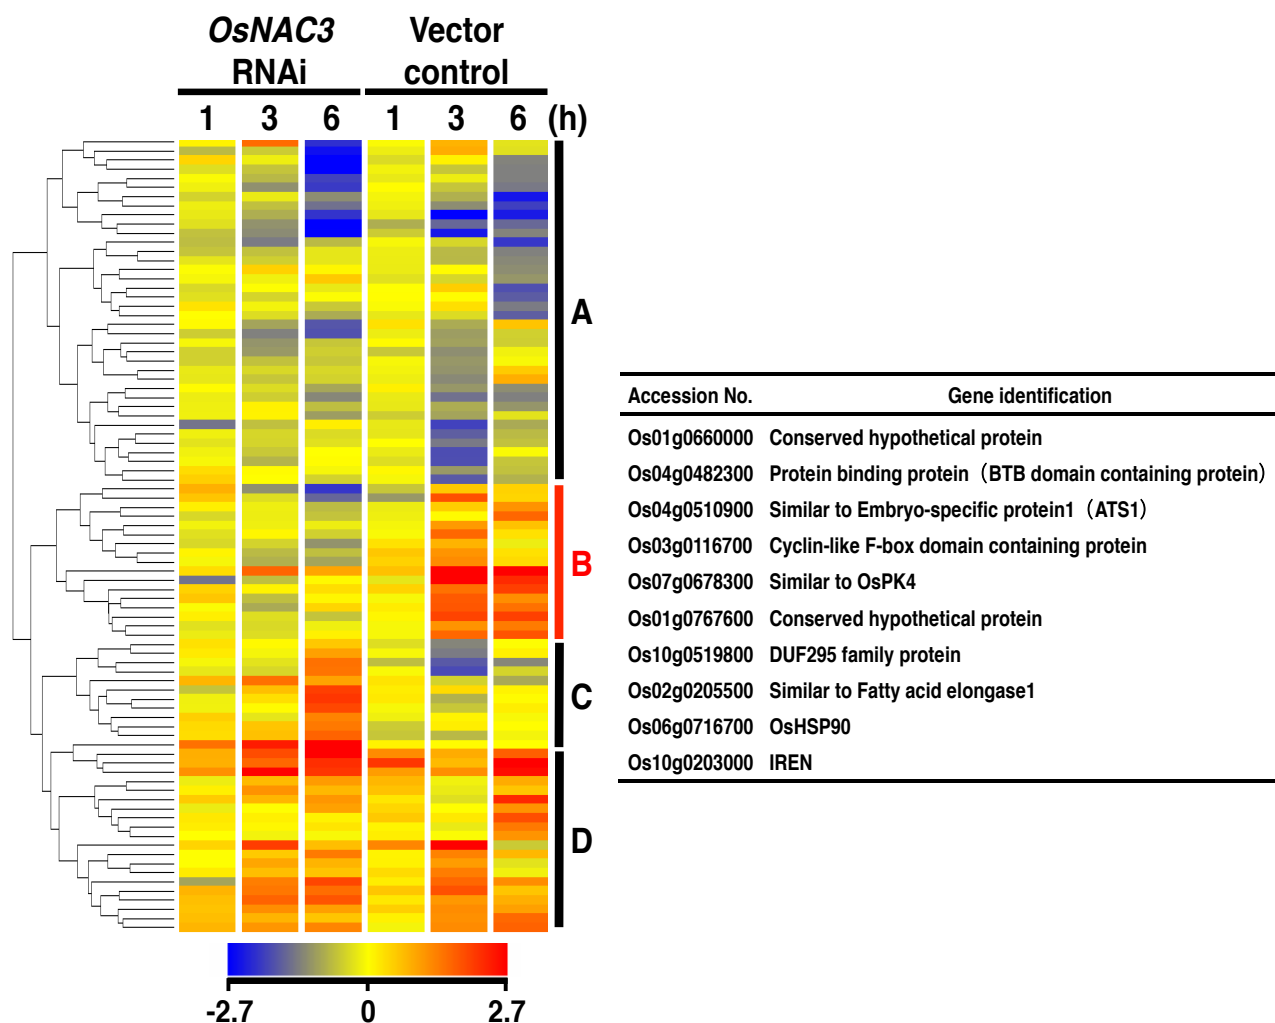 OsNAC3 Vector
RNAi control
1 3 6 1 3 6 (h)
A
B
C
D
-2.7 0 2.7
Accession No. Gene identification
Os01g0660000 Conserved hypothetical protein
Os04g0482300 Protein binding protein（BTB domain containing protein）
Os04g0510900 Similar to Embryo-specific protein1（ATS1）
Os03g0116700 Cyclin-like F-box domain containing protein
Os07g0678300 Similar to OsPK4
Os01g0767600 Conserved hypothetical protein
Os10g0519800 DUF295 family protein
Os02g0205500 Similar to Fatty acid elongase1
Os06g0716700 OsHSP90
Os10g0203000 IREN